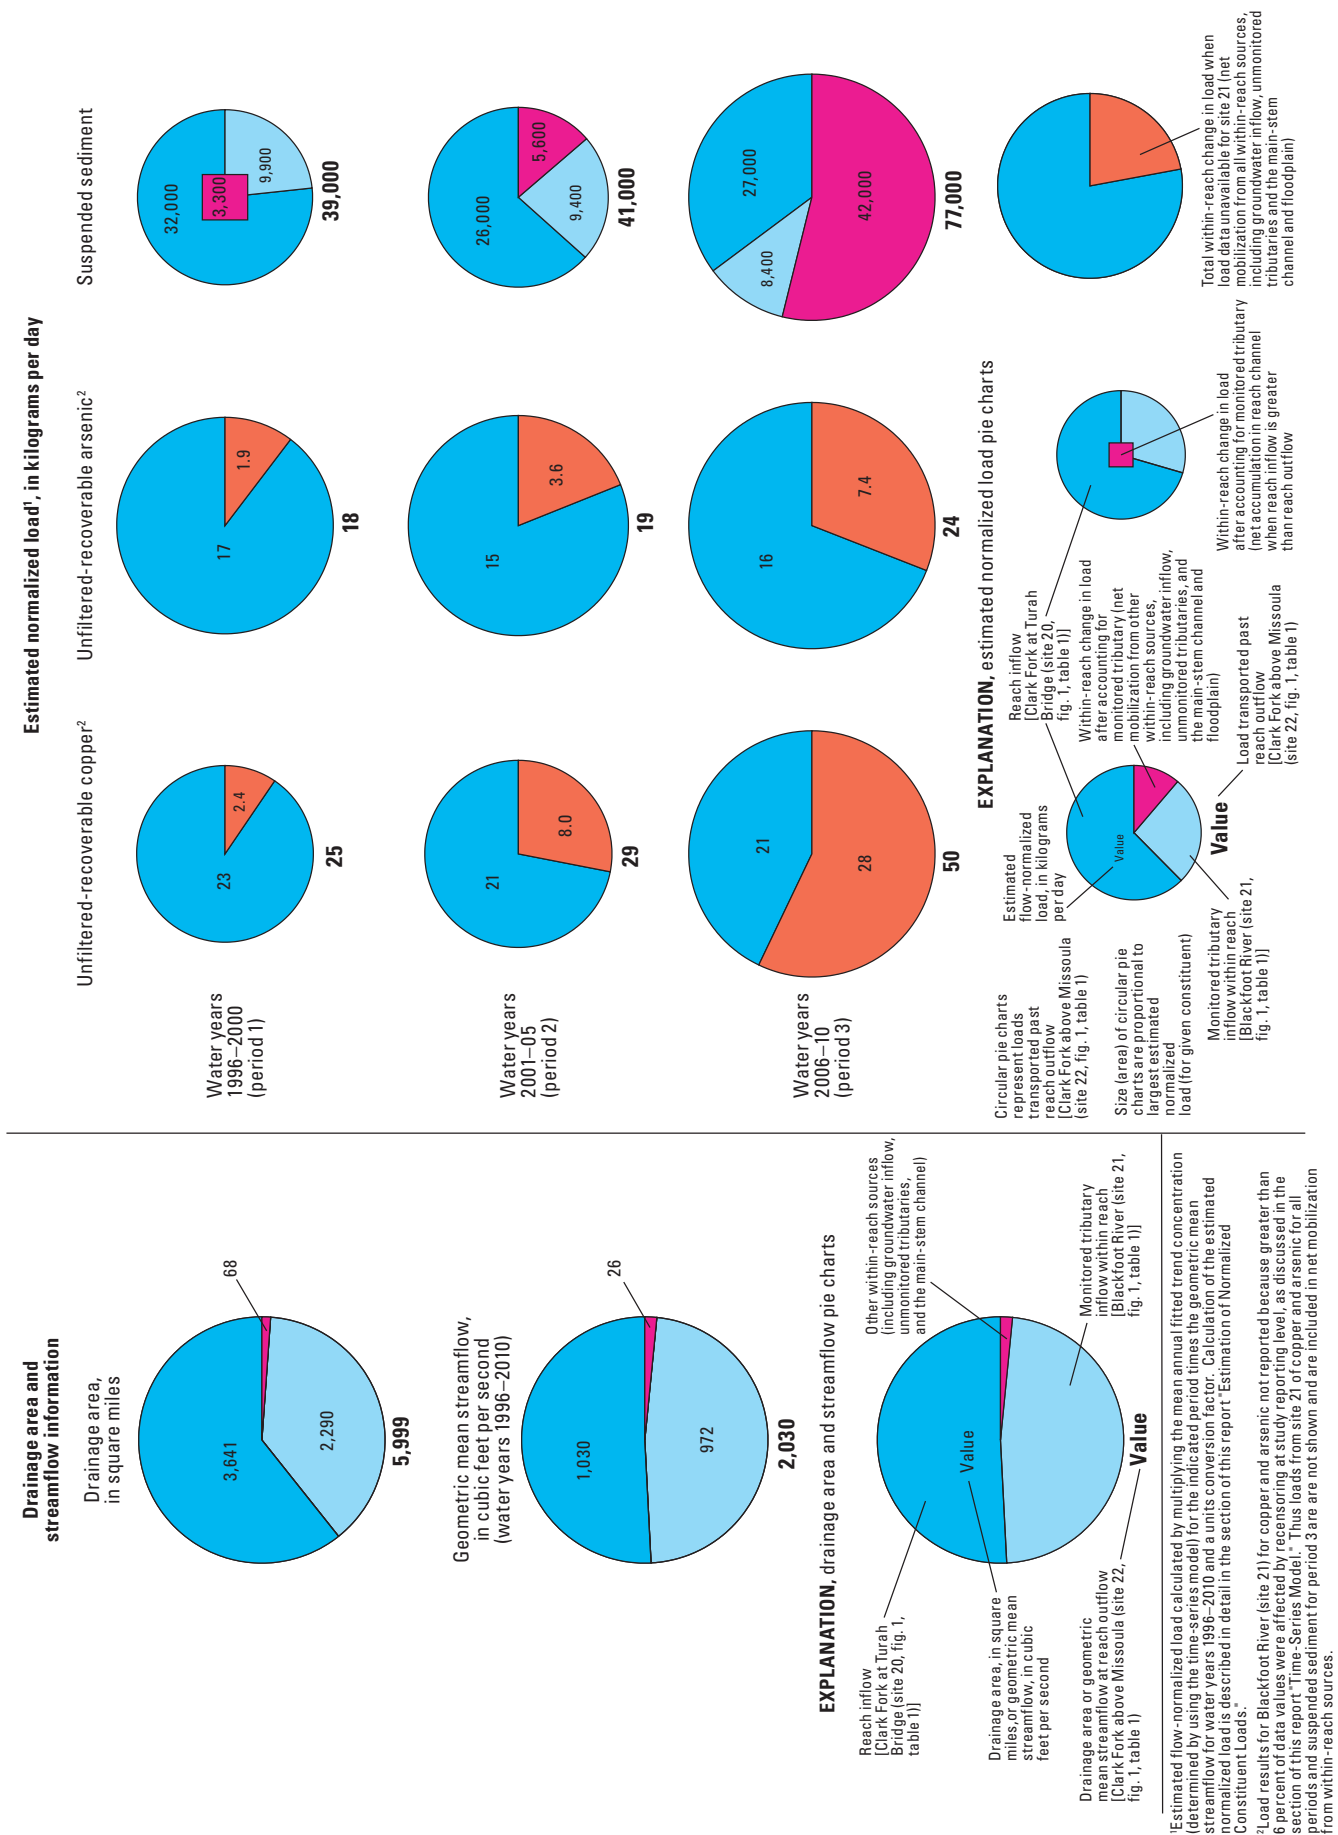 Drainage area and
streamflow information
Drainage area,
in square miles
68
3,641
2,290
5,999
Geometric mean streamflow,
in cubic feet per second
(water years 1996–2010)
26
1,030
972
2,030
EXPLANATION, drainage area and streamflow pie charts
Reach inflow
[Clark Fork at Turah
Bridge (site 20, fig. 1,
table 1)]
Other within-reach sources
(including groundwater inflow,
unmonitored tributaries,
and the main-stem channel)
Value
Drainage area, in square
miles, or geometric mean
streamflow, in cubic
feet per second
Monitored tributary
inflow within reach
[Blackfoot River (site 21,
fig. 1, table 1)]
Value
Drainage area or geometric
mean streamflow at reach outflow
[Clark Fork above Missoula (site 22,
fig. 1, table 1)
Estimated normalized load1, in kilograms per day
Unfiltered-recoverable copper2
Unfiltered-recoverable arsenic2
Suspended sediment
Water years
1996–2000
(period 1)
23
2.4
25
17
1.9
18
32,000
3,300
9,900
39,000
Water years
2001–05
(period 2)
21
8.0
29
15
3.6
19
26,000
5,600
9,400
41,000
Water years
2006–10
(period 3)
21
28
50
16
7.4
24
27,000
8,400
42,000
77,000
EXPLANATION, estimated normalized load pie charts
Circular pie charts
represent loads
transported past
reach outflow
[Clark Fork above Missoula
(site 22, fig. 1, table 1)
Size (area) of circular pie
charts are proportional to
largest estimated
normalized
load (for given constituent)
Estimated
flow-normalized
load, in kilograms
per day
Value
Reach inflow
[Clark Fork at Turah
Bridge (site 20,
fig. 1, table 1)]
Within-reach change in load
after accounting for
monitored tributary (net
mobilization from other
within-reach sources,
including groundwater inflow,
unmonitored tributaries, and
the main-stem channel and
floodplain)
Monitored tributary
inflow within reach
[Blackfoot River (site 21,
fig. 1, table 1)]
Value
Load transported past
reach outflow
[Clark Fork above Missoula
(site 22, fig. 1, table 1)
Within-reach change in load
after accounting for monitored tributary
(net accumulation in reach channel
when reach inflow is greater
than reach outflow
Total within-reach change in load when
load data unavailable for site 21 (net
mobilization from all within-reach sources,
including groundwater inflow, unmonitored
tributaries and the main-stem
channel and floodplain)
1Estimated flow-normalized load calculated by multiplying the mean annual fitted trend concentration
(determined by using the time-series model) for the indicated period times the geometric mean
streamflow for water years 1996–2010 and a units conversion factor. Calculation of the estimated
normalized load is described in detail in the section of this report "Estimation of Normalized
Constituent Loads."
2Load results for Blackfoot River (site 21) for copper and arsenic not reported because greater than
6 percent of data values were affected by recensoring at study reporting level, as discussed in the
section of this report "Time-Series Model." Thus loads from site 21 of copper and arsenic for all
periods and suspended sediment for period 3 are are not shown and are included in net mobilization
from within-reach sources.